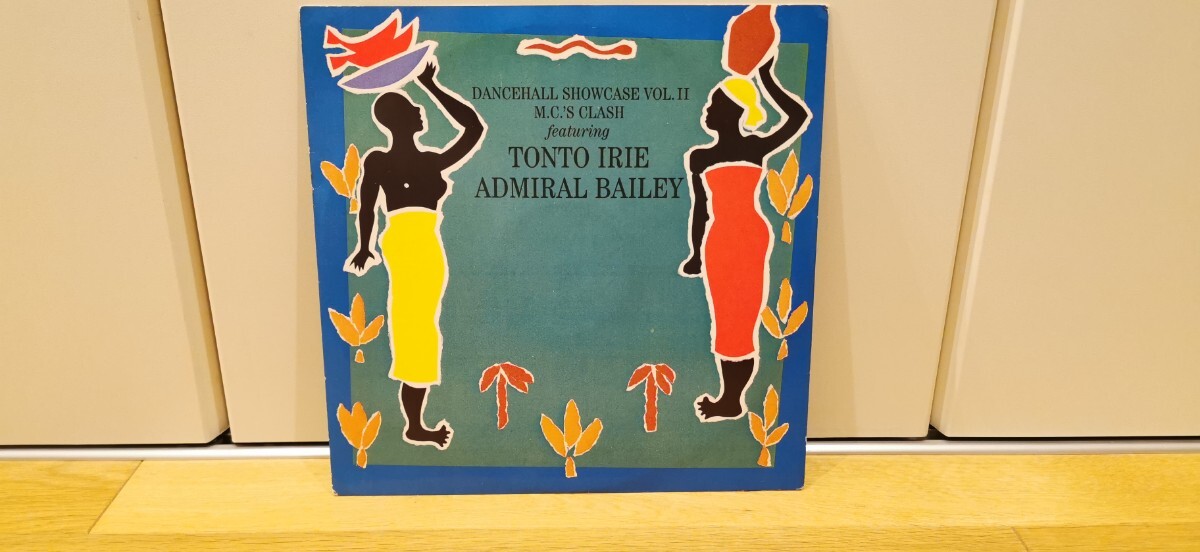 DANCEHALL SHOWCASE VOL. II
M.C.'S CLASH
featuring
TONTO IRIE
ADMIRAL BAILEY